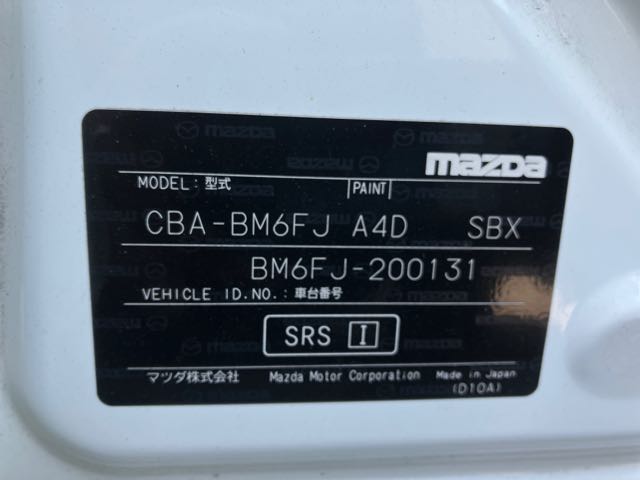 mazda
MODEL:型式 PAINT
CBA-BM6FJ A4D SBX
BM6FJ-200131
VEHICLE ID.NO.:車台番号
SRS I
マツダ株式会社 Mazda Motor Corporation Made in Japan
(D10A)